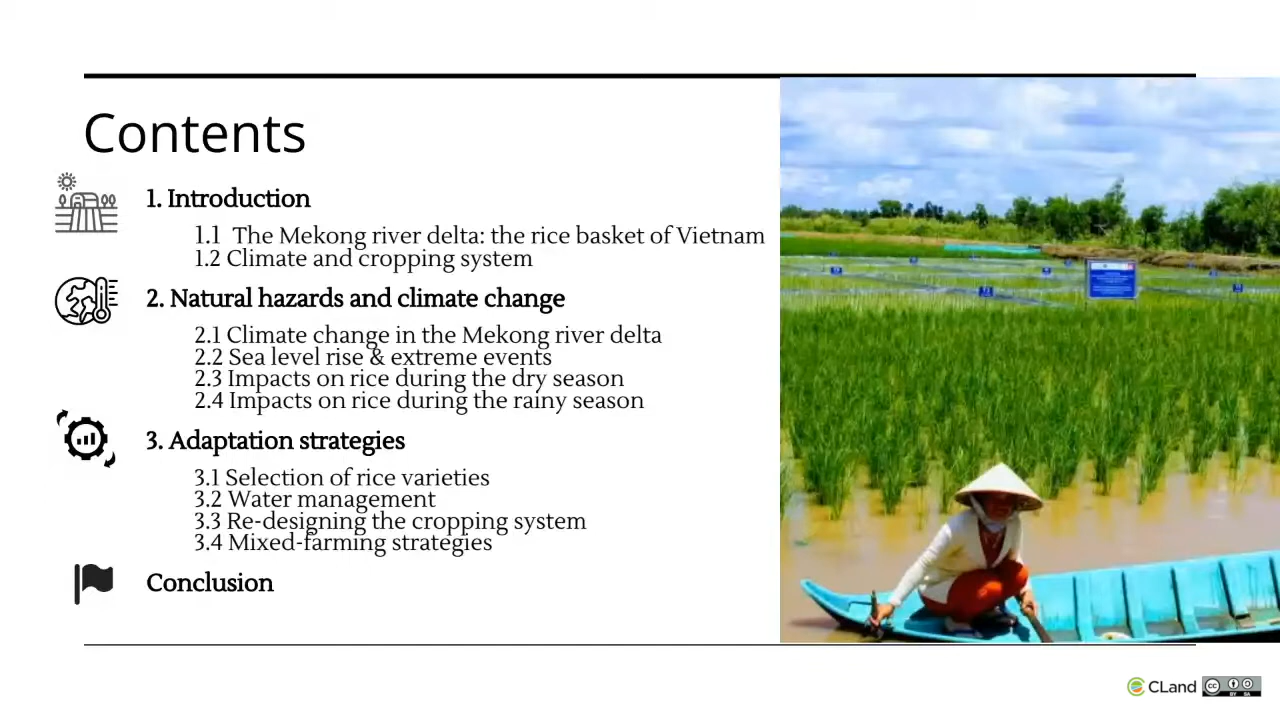 Contents
1. Introduction
1.1 The Mekong river delta: the rice basket of Vietnam
1.2 Climate and cropping system
2. Natural hazards and climate change
2.1 Climate change in the Mekong river delta
2.2 Sea level rise & extreme events
2.3 Impacts on rice during the dry season
2.4 Impacts on rice during the rainy season
3. Adaptation strategies
3.1 Selection of rice varieties
3.2 Water management
3.3 Re-designing the cropping system
3.4 Mixed-farming strategies
Conclusion
CLand
cc
BY SA